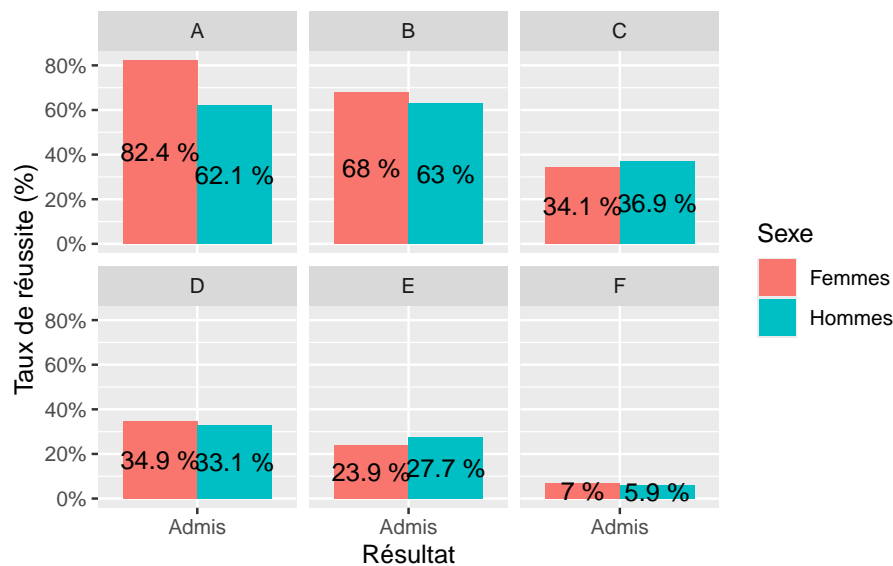 A
B
C
80%
60%
40%
20%
0%
82.4 %
62.1 %
68 %
63 %
34.1 %
36.9 %
D
E
F
80%
60%
40%
20%
0%
34.9 %
33.1 %
23.9 %
27.7 %
7 %
5.9 %
Admis
Admis
Admis
Résultat
Taux de réussite (%)
Sexe
Femmes
Hommes